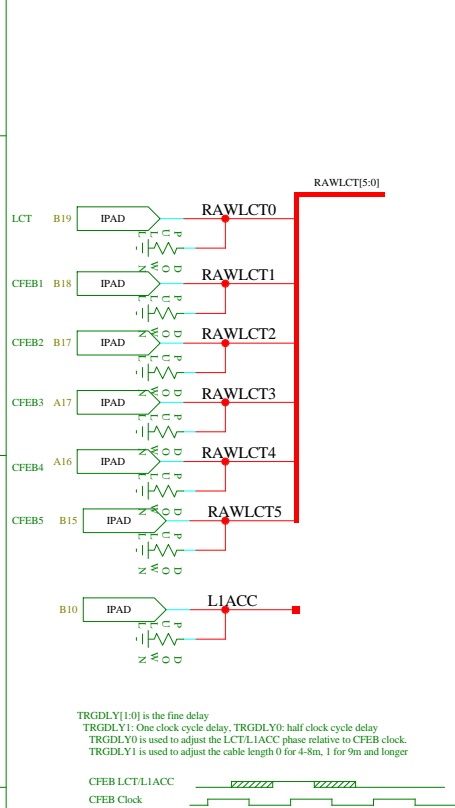 RAWLCT[5:0]
LCT B19 IPAD RAWLCT0
PULLDOWN
CFEB1 B18 IPAD RAWLCT1
PULLDOWN
CFEB2 B17 IPAD RAWLCT2
PULLDOWN
CFEB3 A17 IPAD RAWLCT3
PULLDOWN
CFEB4 A16 IPAD RAWLCT4
PULLDOWN
CFEB5 B15 IPAD RAWLCT5
PULLDOWN
B10 IPAD L1ACC
PULLDOWN
TRGDLY[1:0] is the fine delay
TRGDLY1: One clock cycle delay, TRGDLY0: half clock cycle delay
TRGDLY0 is used to adjust the LCT/L1ACC phase relative to CFEB clock.
TRGDLY1 is used to adjust the cable length 0 for 4-8m, 1 for 9m and longer
CFEB LCT/L1ACC
CFEB Clock